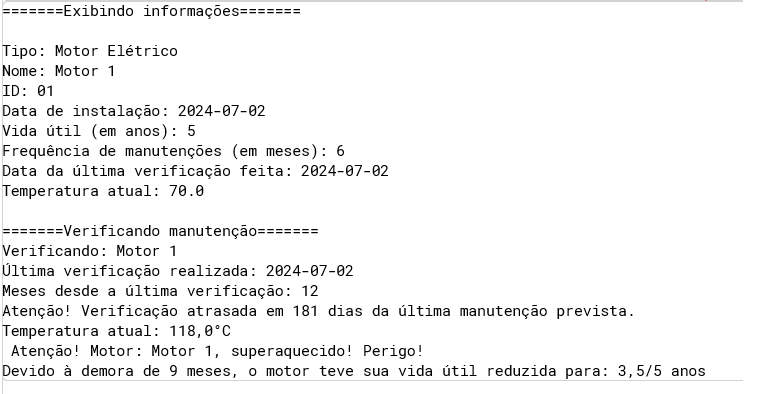 =======Exibindo informações=======
Tipo: Motor Elétrico
Nome: Motor 1
ID: 01
Data de instalação: 2024-07-02
Vida útil (em anos): 5
Frequência de manutenções (em meses): 6
Data da última verificação feita: 2024-07-02
Temperatura atual: 70.0
=======Verificando manutenção=======
Verificando: Motor 1
Última verificação realizada: 2024-07-02
Meses desde a última verificação: 12
Atenção! Verificação atrasada em 181 dias da última manutenção prevista.
Temperatura atual: 118,0°C
Atenção! Motor: Motor 1, superaquecido! Perigo!
Devido à demora de 9 meses, o motor teve sua vida útil reduzida para: 3,5/5 anos